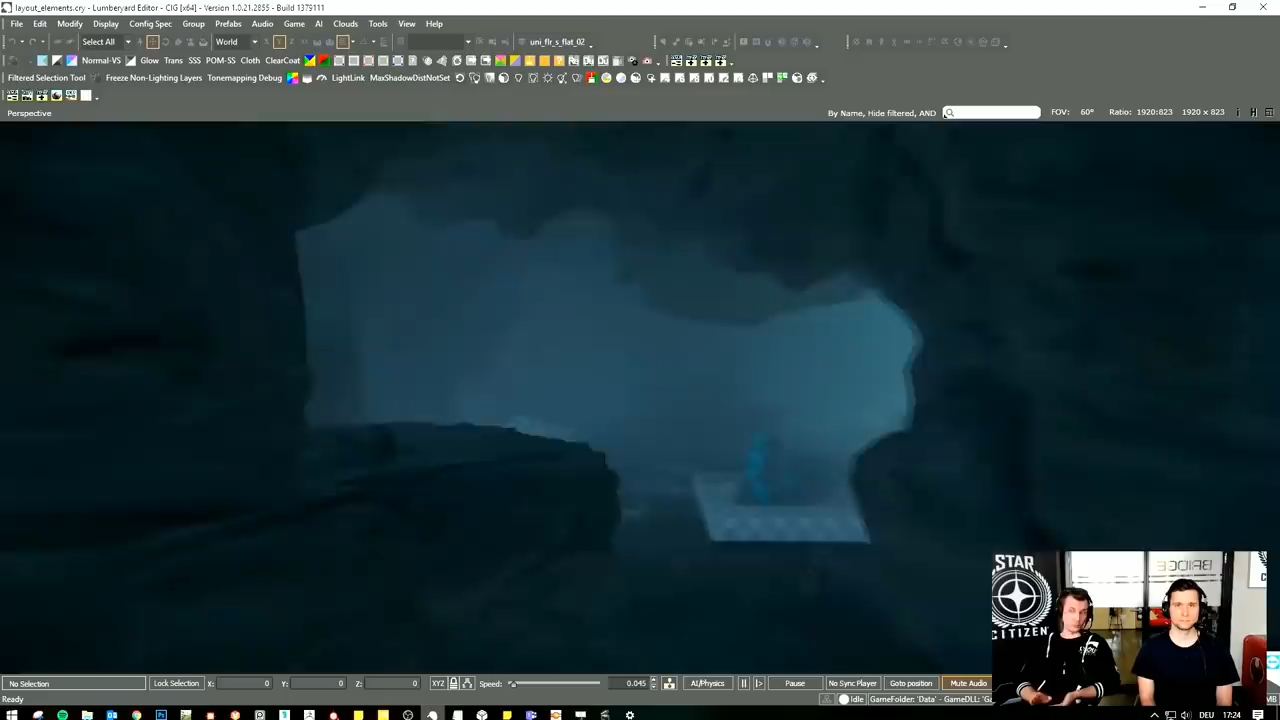 layout_elements.cry - Lumberyard Editor - CIG [x64] - Version 1.0.21.2855 - Build 1379111
File Edit Modify Display Config Spec Group Prefabs Audio Game AI Clouds Tools View Help
Select All World uni_flr_s_flat_02
Normal-VS Glow Trans SSS POM-SS Cloth ClearCoat
Filtered Selection Tool Freeze Non-Lighting Layers Tonemapping Debug LightLink MaxShadowDistNotSet
Perspective By Name, Hide filtered, AND FOV: 60° Ratio: 1920:823 1920 x 823
STAR
CITIZEN
BRIDGE
No Selection Lock Selection X: 0 Y: 0 Z: 0 XYZ Speed: 0.045 AI/Physics Pause No Sync Player Goto position Mute Audio
Ready Idle GameFolder: 'Data' - GameDLL: 'Ga
DEU 17:24